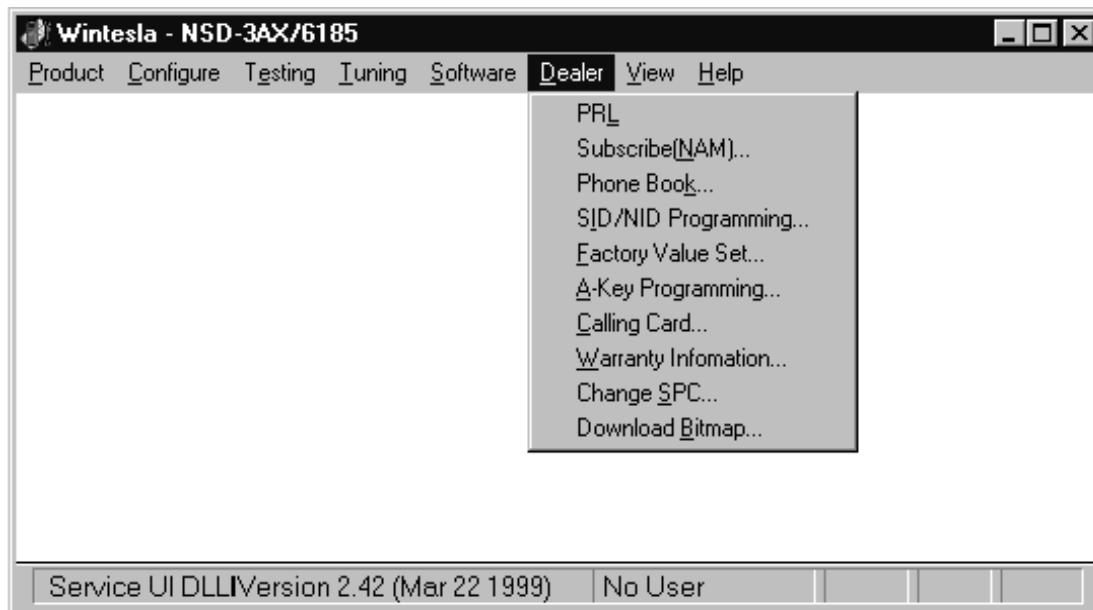 Wintesla - NSD-3AX/6185
Product Configure Testing Tuning Software Dealer View Help
PRL
Subscribe(NAM)...
Phone Book...
SID/NID Programming...
Factory Value Set...
A-Key Programming...
Calling Card...
Warranty Infomation...
Change SPC...
Download Bitmap...
Service UI DLLIVersion 2.42 (Mar 22 1999) No User